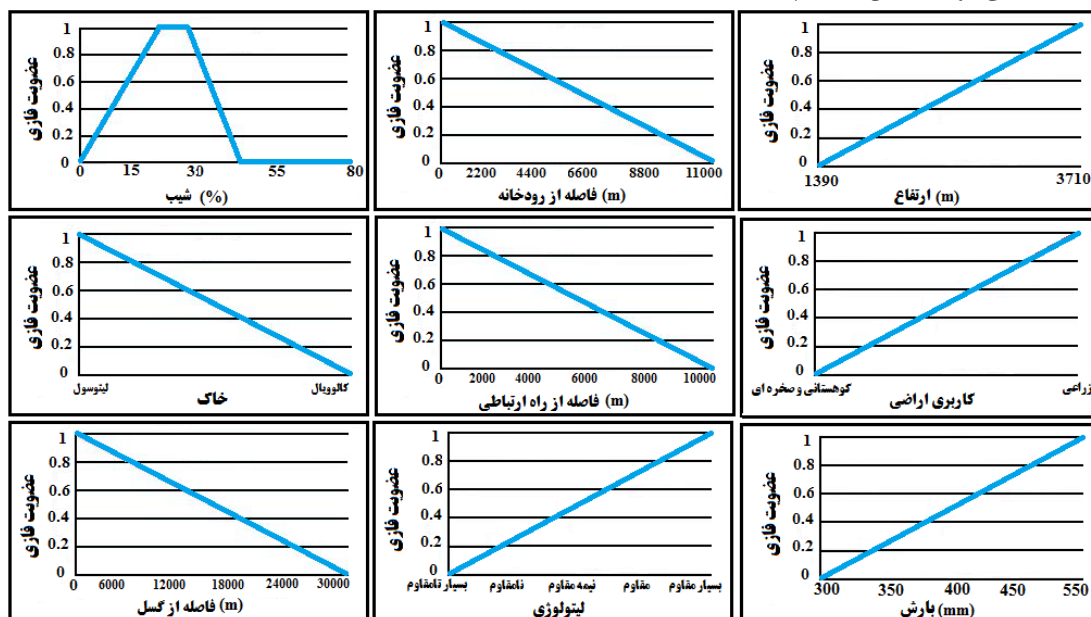 عضویت فازی
1
0.8
0.6
0.4
0.2
0
0 15 30 55 80
شیب (%)
عضویت فازی
1
0.8
0.6
0.4
0.2
0
0 2200 4400 6600 8800 11000
فاصله از رودخانه (m)
عضویت فازی
1
0.8
0.6
0.4
0.2
0
1390 3710
ارتفاع (m)
عضویت فازی
1
0.8
0.6
0.4
0.2
0
لیتوسول کالوویال
خاک
عضویت فازی
1
0.8
0.6
0.4
0.2
0
0 2000 4000 6000 8000 10000
فاصله از راه ارتباطی (m)
عضویت فازی
1
0.8
0.6
0.4
0.2
0
کوهستانی و صخره ای زراعی
کاربری اراضی
عضویت فازی
1
0.8
0.6
0.4
0.2
0
0 6000 12000 18000 24000 30000
فاصله از گسل (m)
عضویت فازی
1
0.8
0.6
0.4
0.2
0
بسیار نامقاوم نامقاوم نیمه مقاوم مقاوم بسیار مقاوم
لیتولوژی
عضویت فازی
1
0.8
0.6
0.4
0.2
0
300 350 400 450 550
بارش (mm)